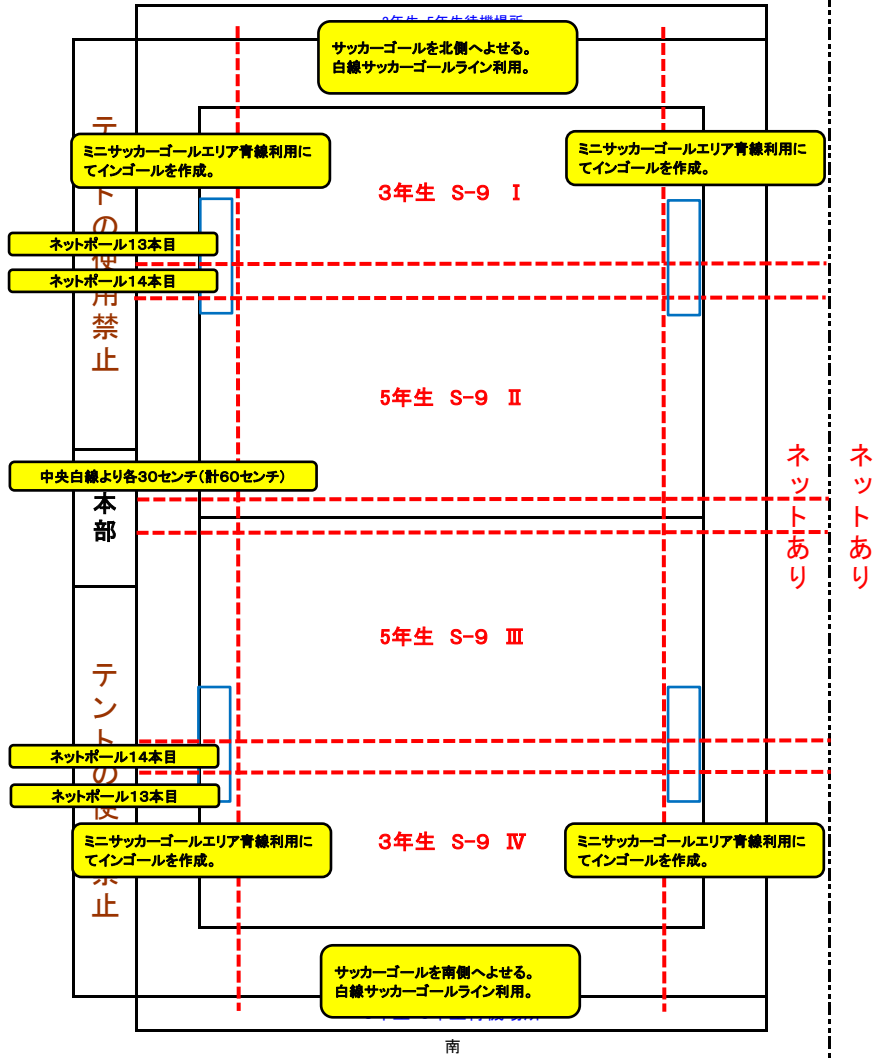 サッカーゴールを北側へよせる。
白線サッカーゴールライン利用。
ミニサッカーゴールエリア青線利用に
てインゴールを作成。
ミニサッカーゴールエリア青線利用に
てインゴールを作成。
3年生 S-9 Ⅰ
ネットポール13本目
ネットポール14本目
禁止
5年生 S-9 Ⅱ
中央白線より各30センチ(計60センチ)
本部
ネットあり
ネットあり
5年生 S-9 Ⅲ
テント
ネットポール14本目
ネットポール13本目
ミニサッカーゴールエリア青線利用に
てインゴールを作成。
3年生 S-9 Ⅳ
ミニサッカーゴールエリア青線利用に
てインゴールを作成。
止
サッカーゴールを南側へよせる。
白線サッカーゴールライン利用。
南